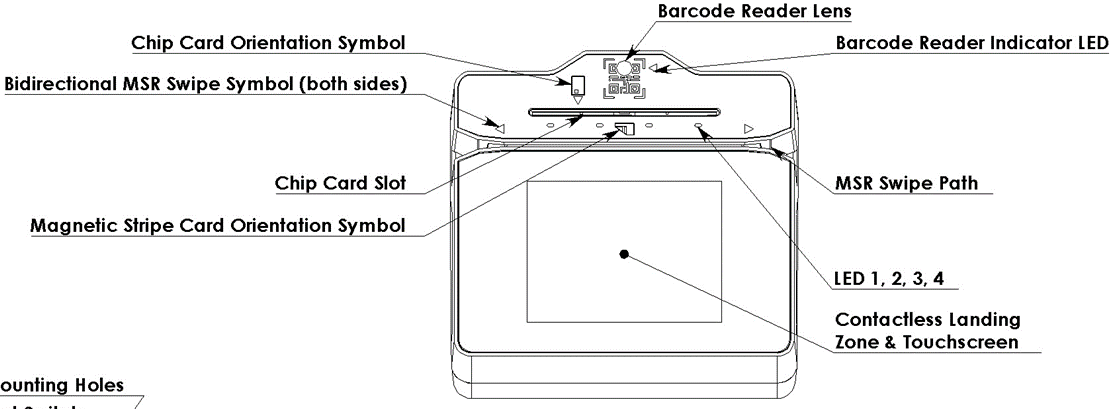 Barcode Reader Lens
Chip Card Orientation Symbol
Barcode Reader Indicator LED
Bidirectional MSR Swipe Symbol (both sides)
Chip Card Slot
MSR Swipe Path
Magnetic Stripe Card Orientation Symbol
LED 1, 2, 3, 4
Contactless Landing
Zone & Touchscreen
ounting Holes